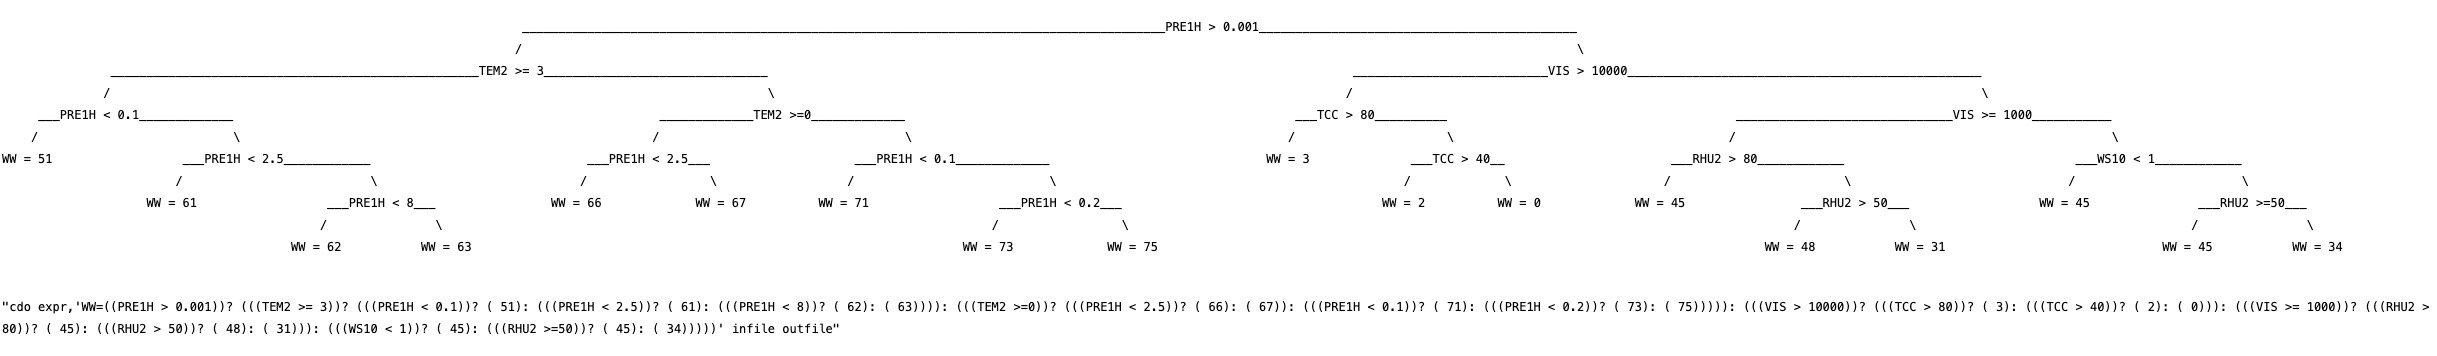 PRE1H > 0.001
/ \
TEM2 >= 3 VIS > 10000
/ \ / \
PRE1H < 0.1 TEM2 >=0 TCC > 80 VIS >= 1000
/ \ / \ / \ / \
WW = 51 PRE1H < 2.5 PRE1H < 2.5 PRE1H < 0.1 WW = 3 TCC > 40 RHU2 > 80 WS10 < 1
/ \ / \ / \ / \ / \ / \
WW = 61 PRE1H < 8 WW = 66 WW = 67 WW = 71 PRE1H < 0.2 WW = 2 WW = 0 WW = 45 RHU2 > 50 WW = 45 RHU2 >=50
/ \ / \ / \ / \
WW = 62 WW = 63 WW = 73 WW = 75 WW = 48 WW = 31 WW = 45 WW = 34
"cdo expr,'WW=((PRE1H > 0.001))? (((TEM2 >= 3))? (((PRE1H < 0.1))? ( 51): (((PRE1H < 2.5))? ( 61): (((PRE1H < 8))? ( 62): ( 63)))): (((TEM2 >=0))? (((PRE1H < 2.5))? ( 66): ( 67)): (((PRE1H < 0.1))? ( 71): (((PRE1H < 0.2))? ( 73): ( 75))))): (((VIS > 10000))? (((TCC > 80))? ( 3): (((TCC > 40))? ( 2): ( 0))): (((VIS >= 1000))? (((RHU2 >
80))? ( 45): (((RHU2 > 50))? ( 48): ( 31))): (((WS10 < 1))? ( 45): (((RHU2 >=50))? ( 45): ( 34)))))' infile outfile"